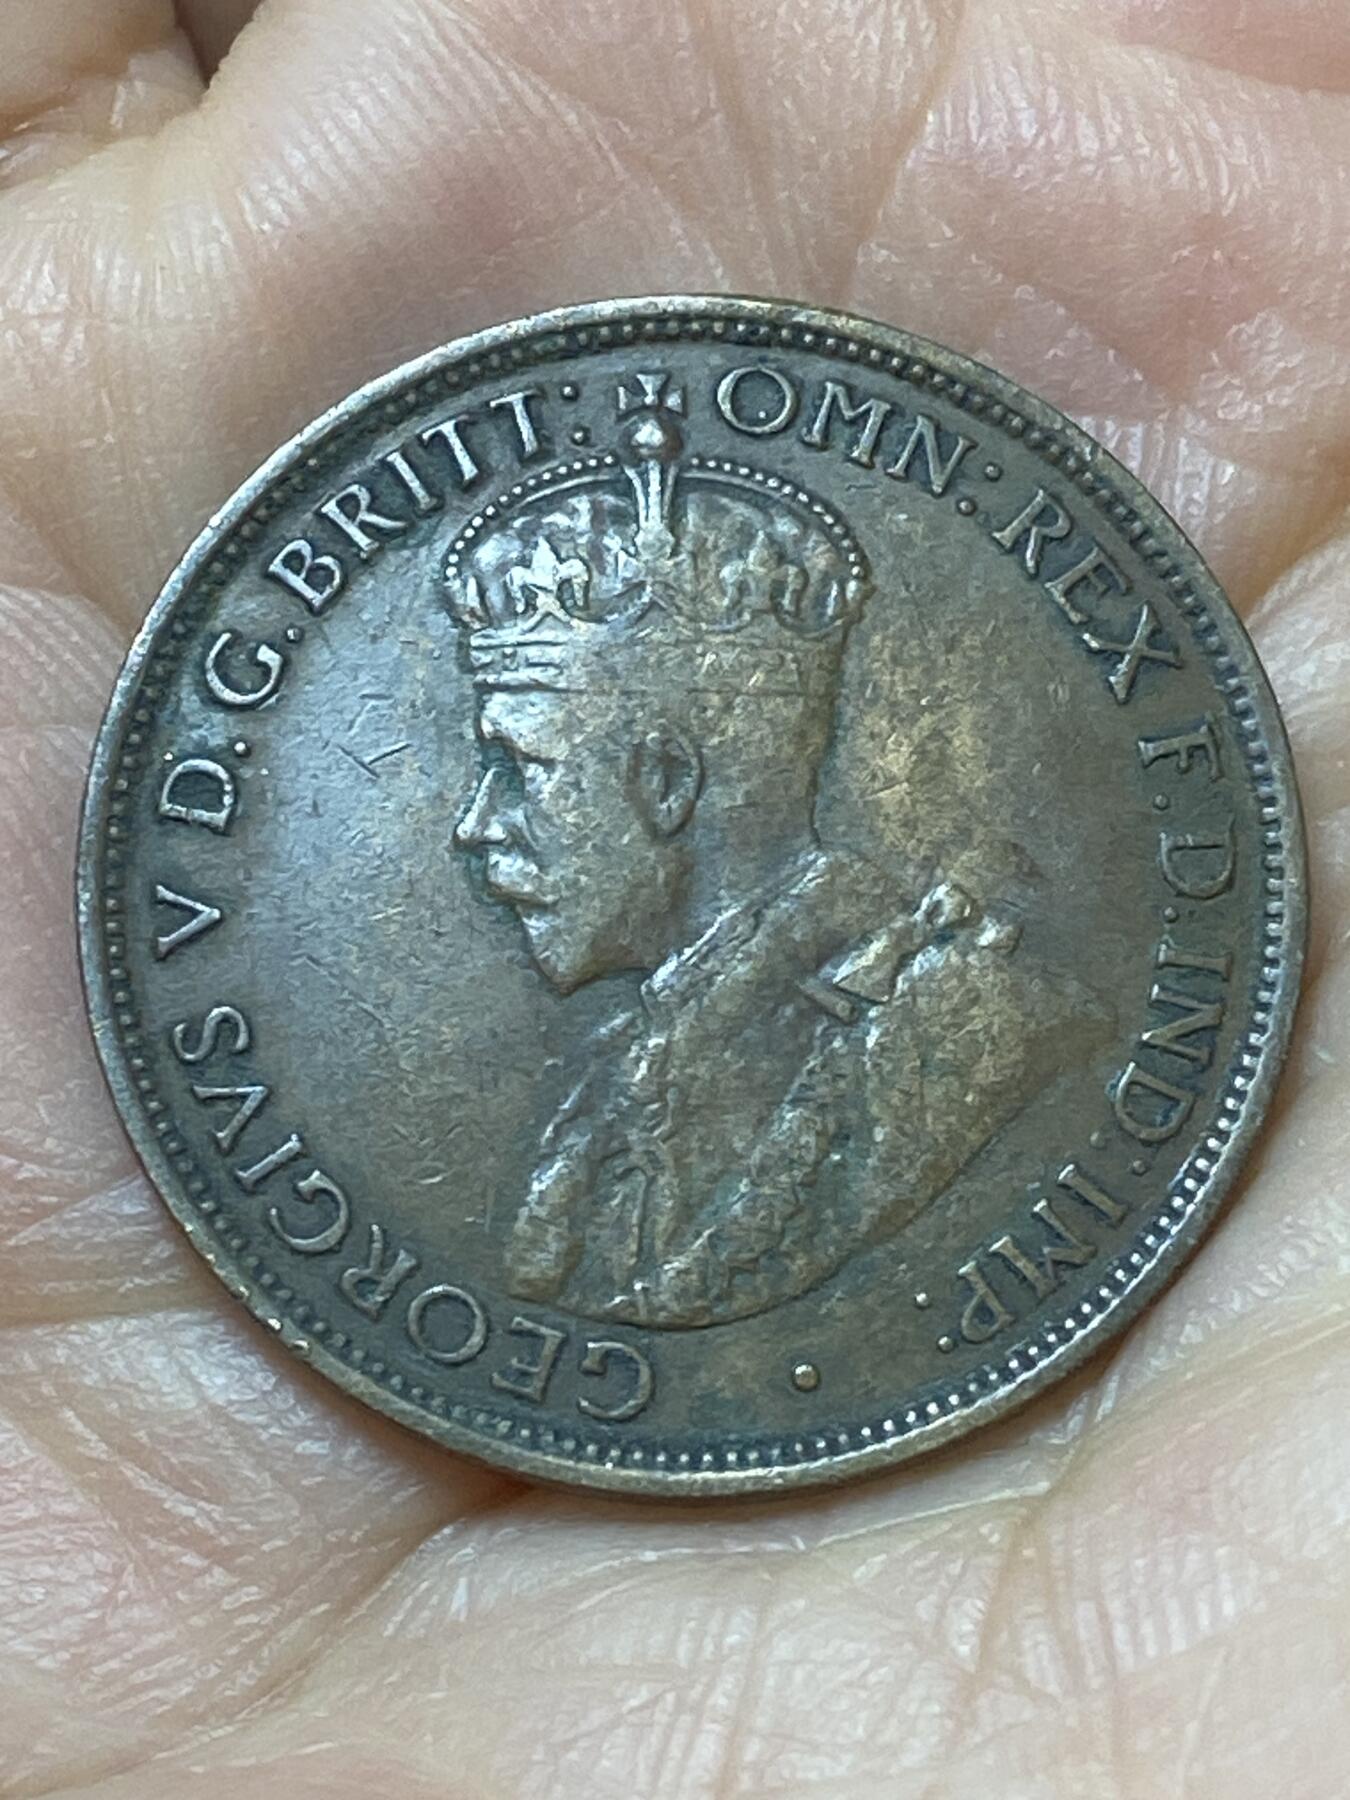 GEORGIVS V D.G.BRITT: OMN: REX F.D:IND:IMP: